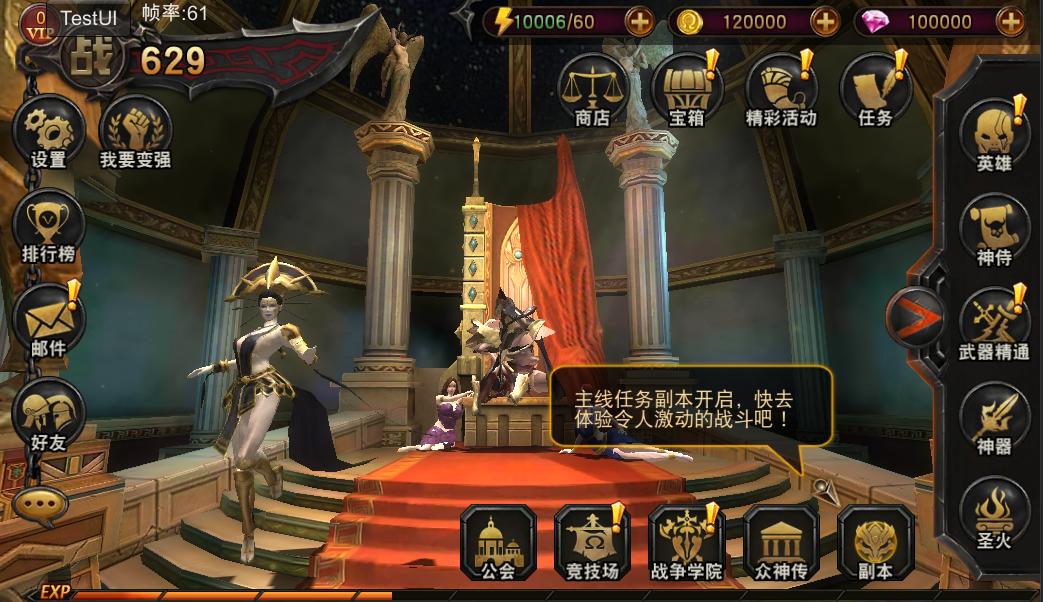 0
VIP
TestUI
帧率:61
战
629
10006/60
120000
100000
商店
宝箱
精彩活动
任务
设置
我要变强
排行榜
邮件
好友
英雄
神侍
武器精通
神器
圣火
主线任务副本开启，快去
体验令人激动的战斗吧！
公会
竞技场
战争学院
众神传
副本
EXP